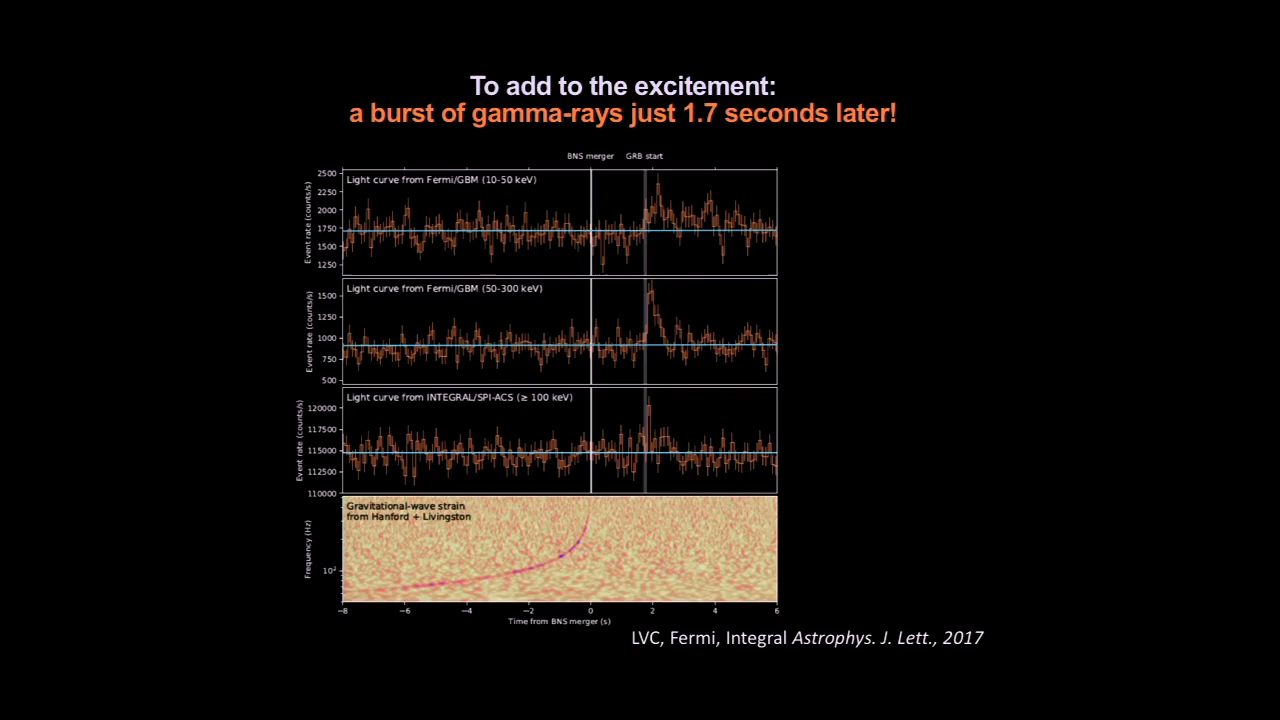 To add to the excitement:
a burst of gamma-rays just 1.7 seconds later!
BNS merger GRB start
Light curve from Fermi/GBM (10-50 keV)
Event rate (counts/s)
2500
2250
2000
1750
1500
1250
Light curve from Fermi/GBM (50-300 keV)
Event rate (counts/s)
1500
1250
1000
750
500
Light curve from INTEGRAL/SPI-ACS (≥ 100 keV)
Event rate (counts/s)
120000
117500
115000
112500
110000
Gravitational-wave strain
from Hanford + Livingston
Frequency (Hz)
10²
−8 −6 −4 −2 0 2 4 6
Time from BNS merger (s)
LVC, Fermi, Integral Astrophys. J. Lett., 2017